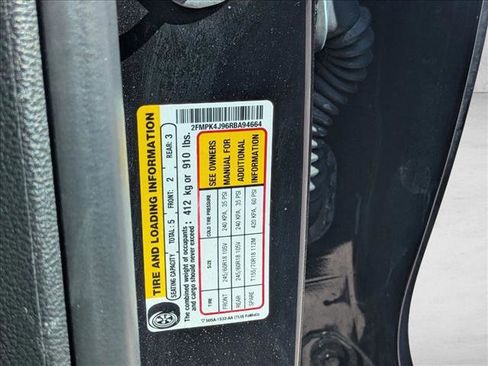 TIRE AND LOADING INFORMATION
SEATING CAPACITY TOTAL: 5 FRONT: 2 REAR: 3
The combined weight of occupants
and cargo should never exceed : 412 kg or 910 lbs.
2FMPK4J96RBA94664
TIRE SIZE COLD TIRE PRESSURE SEE OWNERS
MANUAL FOR
ADDITIONAL
INFORMATION
FRONT 245/60R18 105V 240 KPA, 35 PSI
REAR 245/60R18 105V 240 KPA, 35 PSI
SPARE T155/70R18 112M 420 KPA, 60 PSI